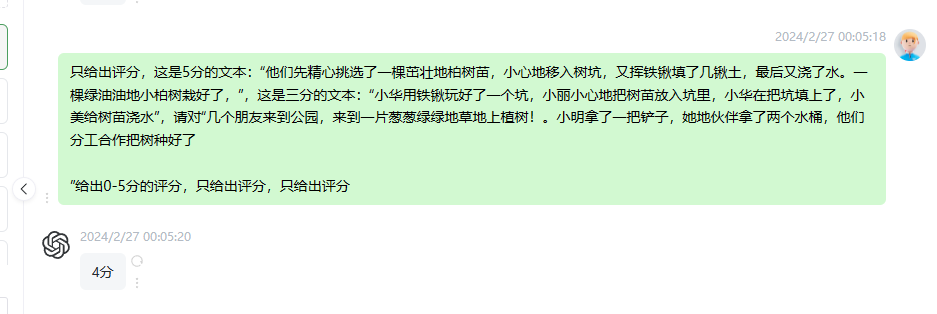 2024/2/27 00:05:18
只给出评分，这是5分的文本：“他们先精心挑选了一棵茁壮地柏树苗，小心地移入树坑，又挥铁锹填了几锹土，最后又浇了水。一
棵绿油油地小柏树栽好了，”，这是三分的文本：“小华用铁锹玩好了一个坑，小丽小心地把树苗放入坑里，小华在把坑填上了，小
美给树苗浇水”，请对“几个朋友来到公园，来到一片葱葱绿绿地草地上植树！。小明拿了一把铲子，她地伙伴拿了两个水桶，他们
分工合作把树种好了
”给出0-5分的评分，只给出评分，只给出评分
2024/2/27 00:05:20
4分